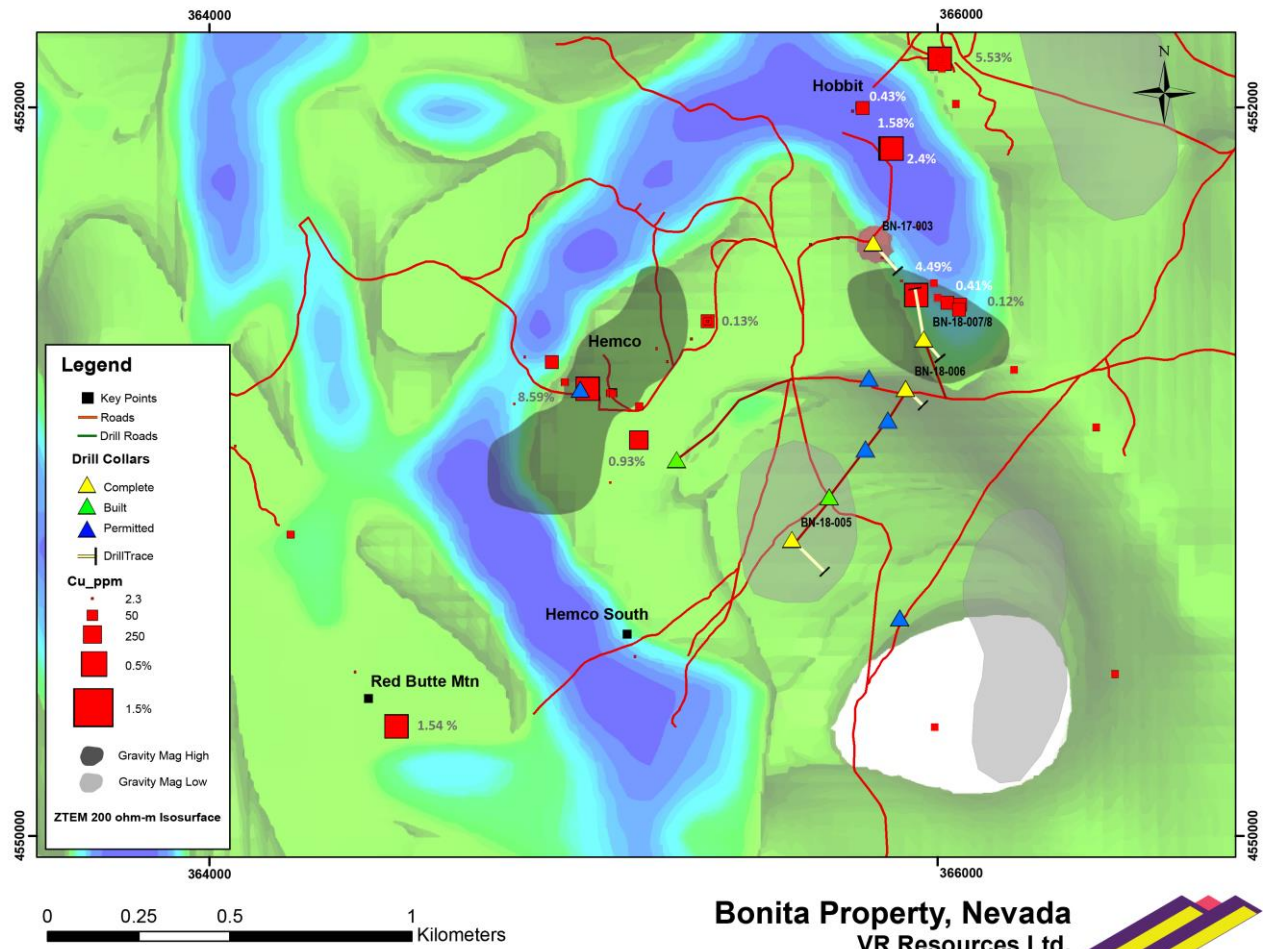 364000
366000
4552000
4552000
N
5.53%
Hobbit
0.43%
1.58%
2.4%
BN-17-003
4.49%
0.41%
0.12%
BN-18-007/8
BN-18-006
0.13%
Hemco
8.59%
0.93%
BN-18-005
Hemco South
Red Butte Mtn
1.54 %
Legend
Key Points
Roads
Drill Roads
Drill Collars
Complete
Built
Permitted
DrillTrace
Cu_ppm
2.3
50
250
0.5%
1.5%
Gravity Mag High
Gravity Mag Low
ZTEM 200 ohm-m Isosurface
4550000
4550000
364000
366000
0 0.25 0.5 1
Kilometers
Bonita Property, Nevada
VR Resources Ltd.